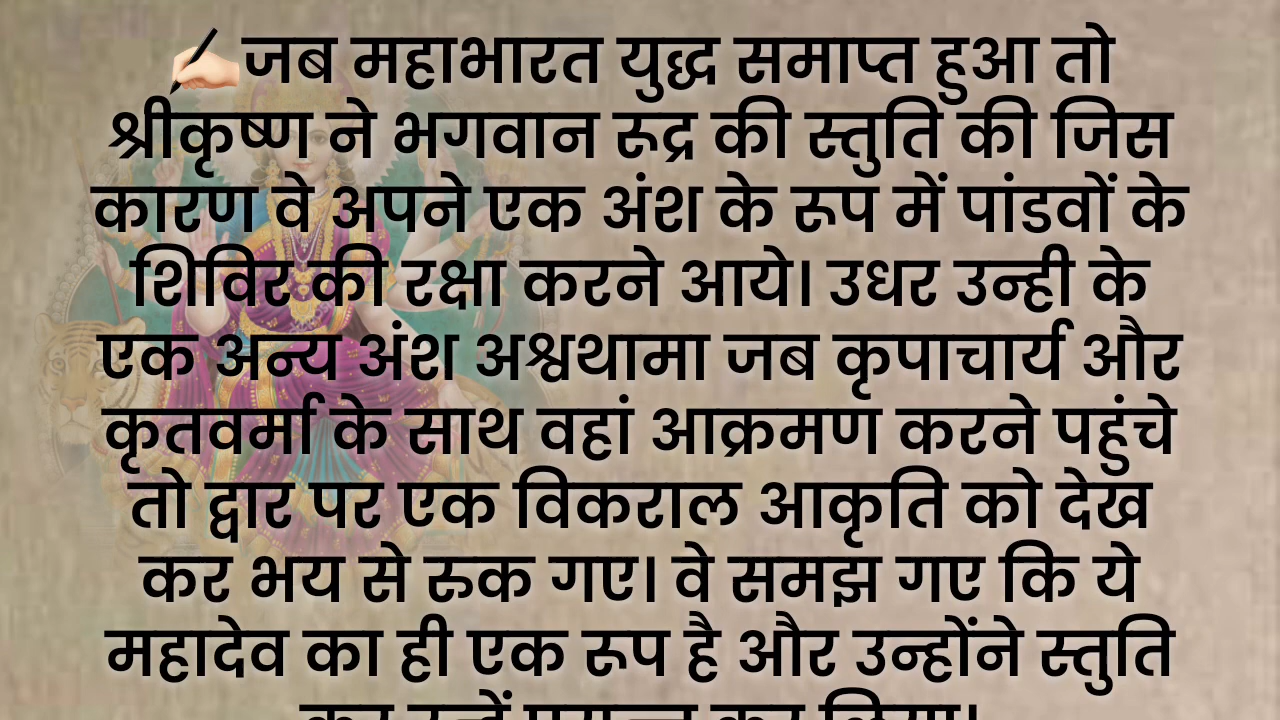 ✍🏻जब महाभारत युद्ध समाप्त हुआ तो
श्रीकृष्ण ने भगवान रूद्र की स्तुति की जिस
कारण वे अपने एक अंश के रूप में पांडवों के
शिविर की रक्षा करने आये। उधर उन्ही के
एक अन्य अंश अश्वथामा जब कृपाचार्य और
कृतवर्मा के साथ वहां आक्रमण करने पहुंचे
तो द्वार पर एक विकराल आकृति को देख
कर भय से रुक गए। वे समझ गए कि ये
महादेव का ही एक रूप है और उन्होंने स्तुति